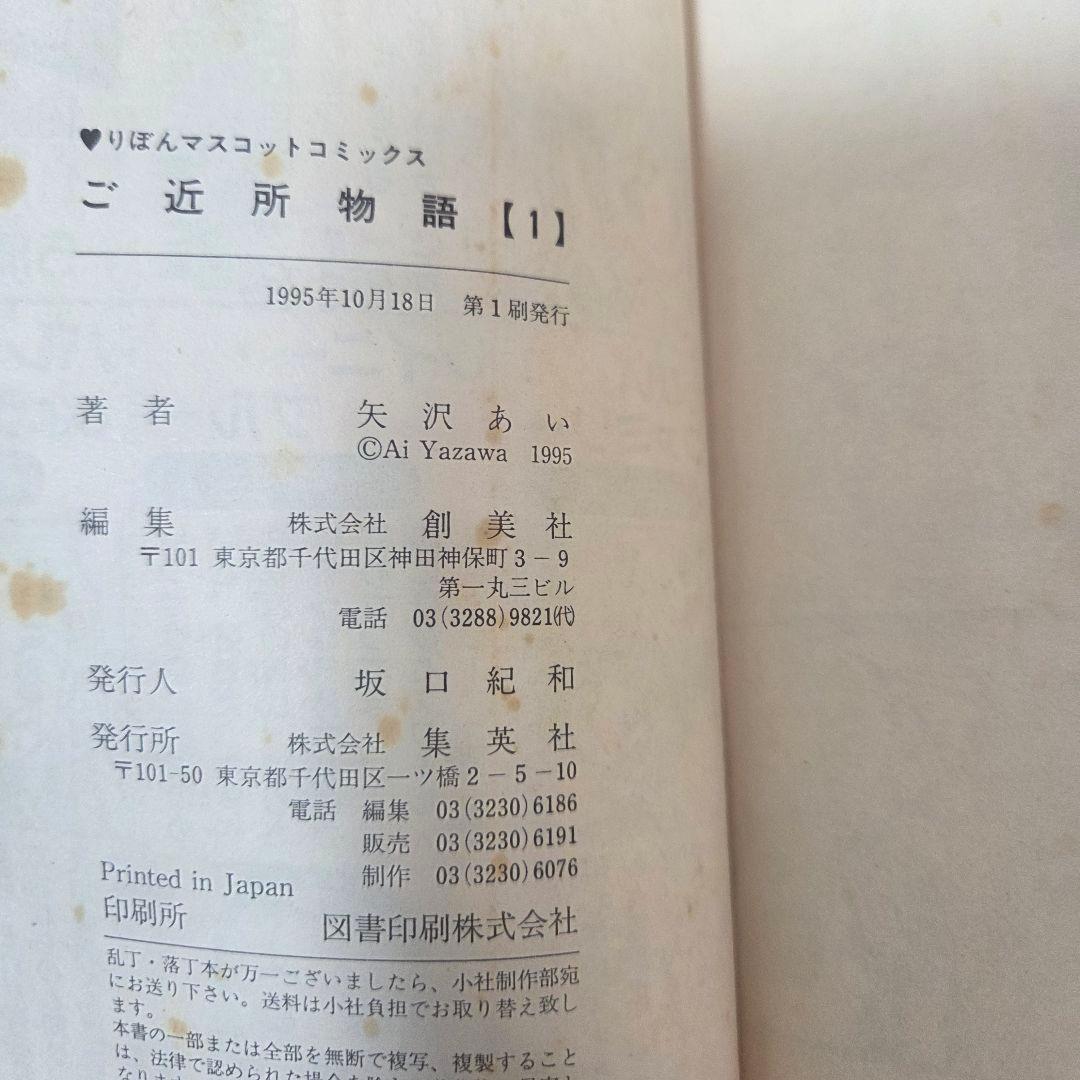 ♥りぼんマスコットコミックス
ご近所物語【1】
1995年10月18日 第1刷発行
著者 矢沢あい
©Ai Yazawa 1995
編集 株式会社 創美社
〒101 東京都千代田区神田神保町3-9
第一丸三ビル
電話 03(3288)9821(代)
発行人 坂口紀和
発行所 株式会社 集英社
〒101-50 東京都千代田区一ツ橋2-5-10
電話 編集 03(3230)6186
販売 03(3230)6191
制作 03(3230)6076
Printed in Japan
印刷所 図書印刷株式会社
乱丁・落丁本が万一ございましたら、小社制作部宛
にお送り下さい。送料は小社負担でお取り替え致し
ます。
本書の一部または全部を無断で複写、複製すること
は、法律で認められた場合を除き